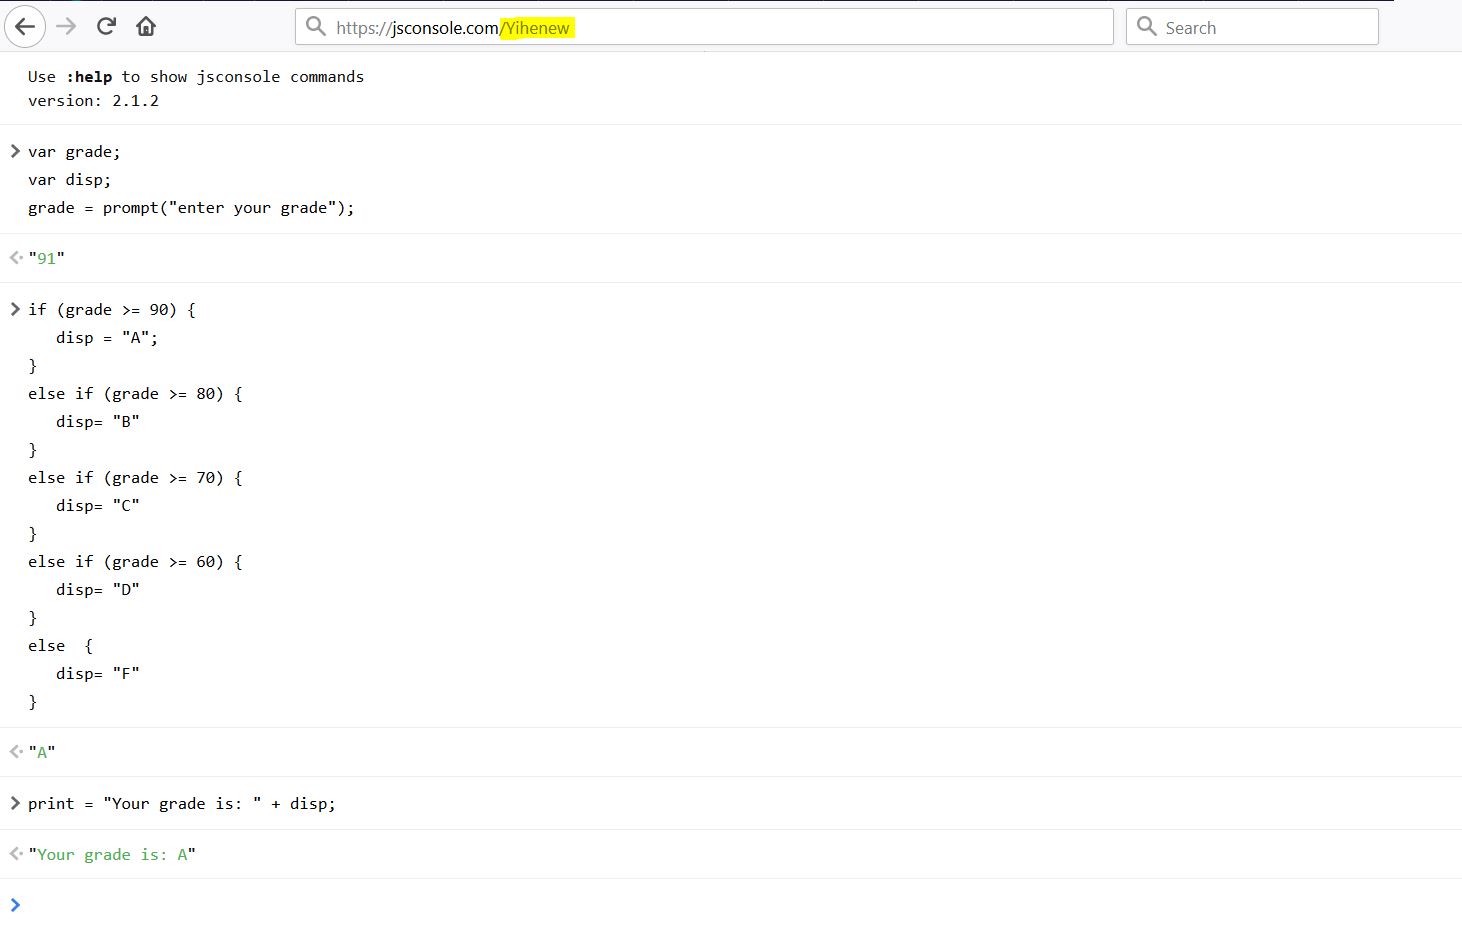 https://jsconsole.com/Yihenew
Search
Use :help to show jsconsole commands
version: 2.1.2
var grade;
var disp;
grade = prompt("enter your grade");
"91"
if (grade >= 90) {
   disp = "A";
}
else if (grade >= 80) {
   disp= "B"
}
else if (grade >= 70) {
   disp= "C"
}
else if (grade >= 60) {
   disp= "D"
}
else  {
   disp= "F"
}
"A"
print = "Your grade is: " + disp;
"Your grade is: A"